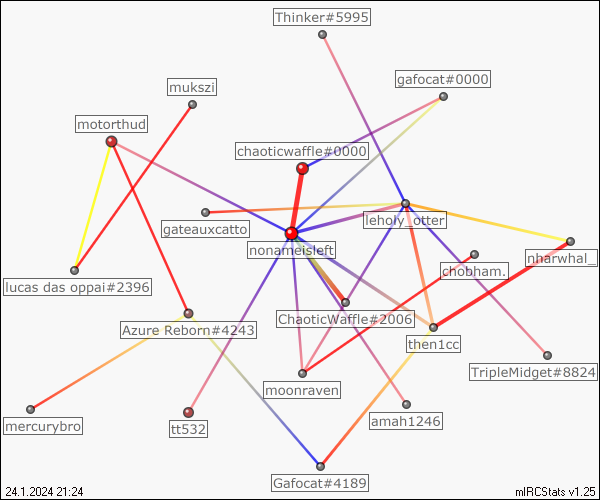 Thinker#5995
gafocat#0000
mukszi
motorthud
chaoticwaffle#0000
leholy_otter
gateauxcatto
nonameisleft
nharwhal_
chobham.
lucas das oppai#2396
ChaoticWaffle#2006
Azure Reborn#4243
then1cc
TripleMidget#8824
moonraven
amah1246
mercurybro
tt532
Gafocat#4189
24.1.2024 21:24
mIRCStats v1.25